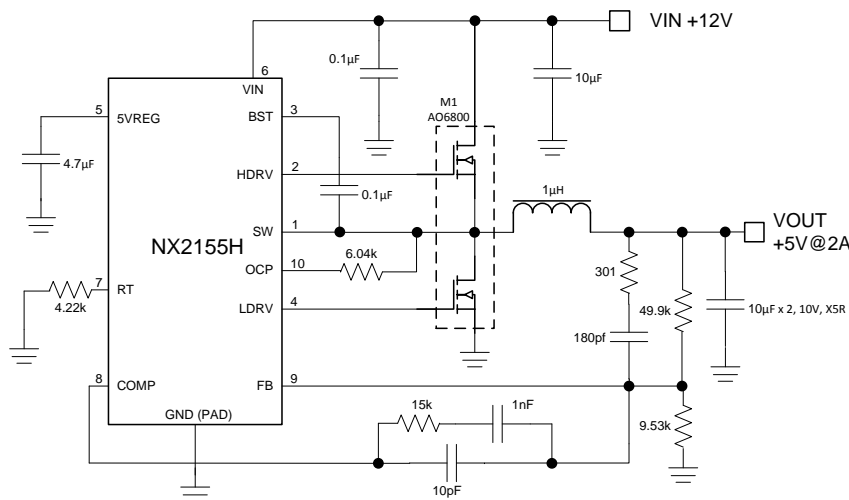 VIN +12V
0.1µF
10µF
6
VIN
M1
AO6800
5
5VREG
BST
3
4.7µF
HDRV
2
0.1µF
1µH
NX2155H
SW
1
VOUT
+5V@2A
6.04k
OCP
10
301
7
RT
4.22k
LDRV
4
49.9k
10µF x 2, 10V, X5R
180pf
8
COMP
FB
9
15k
1nF
9.53k
GND (PAD)
10pF